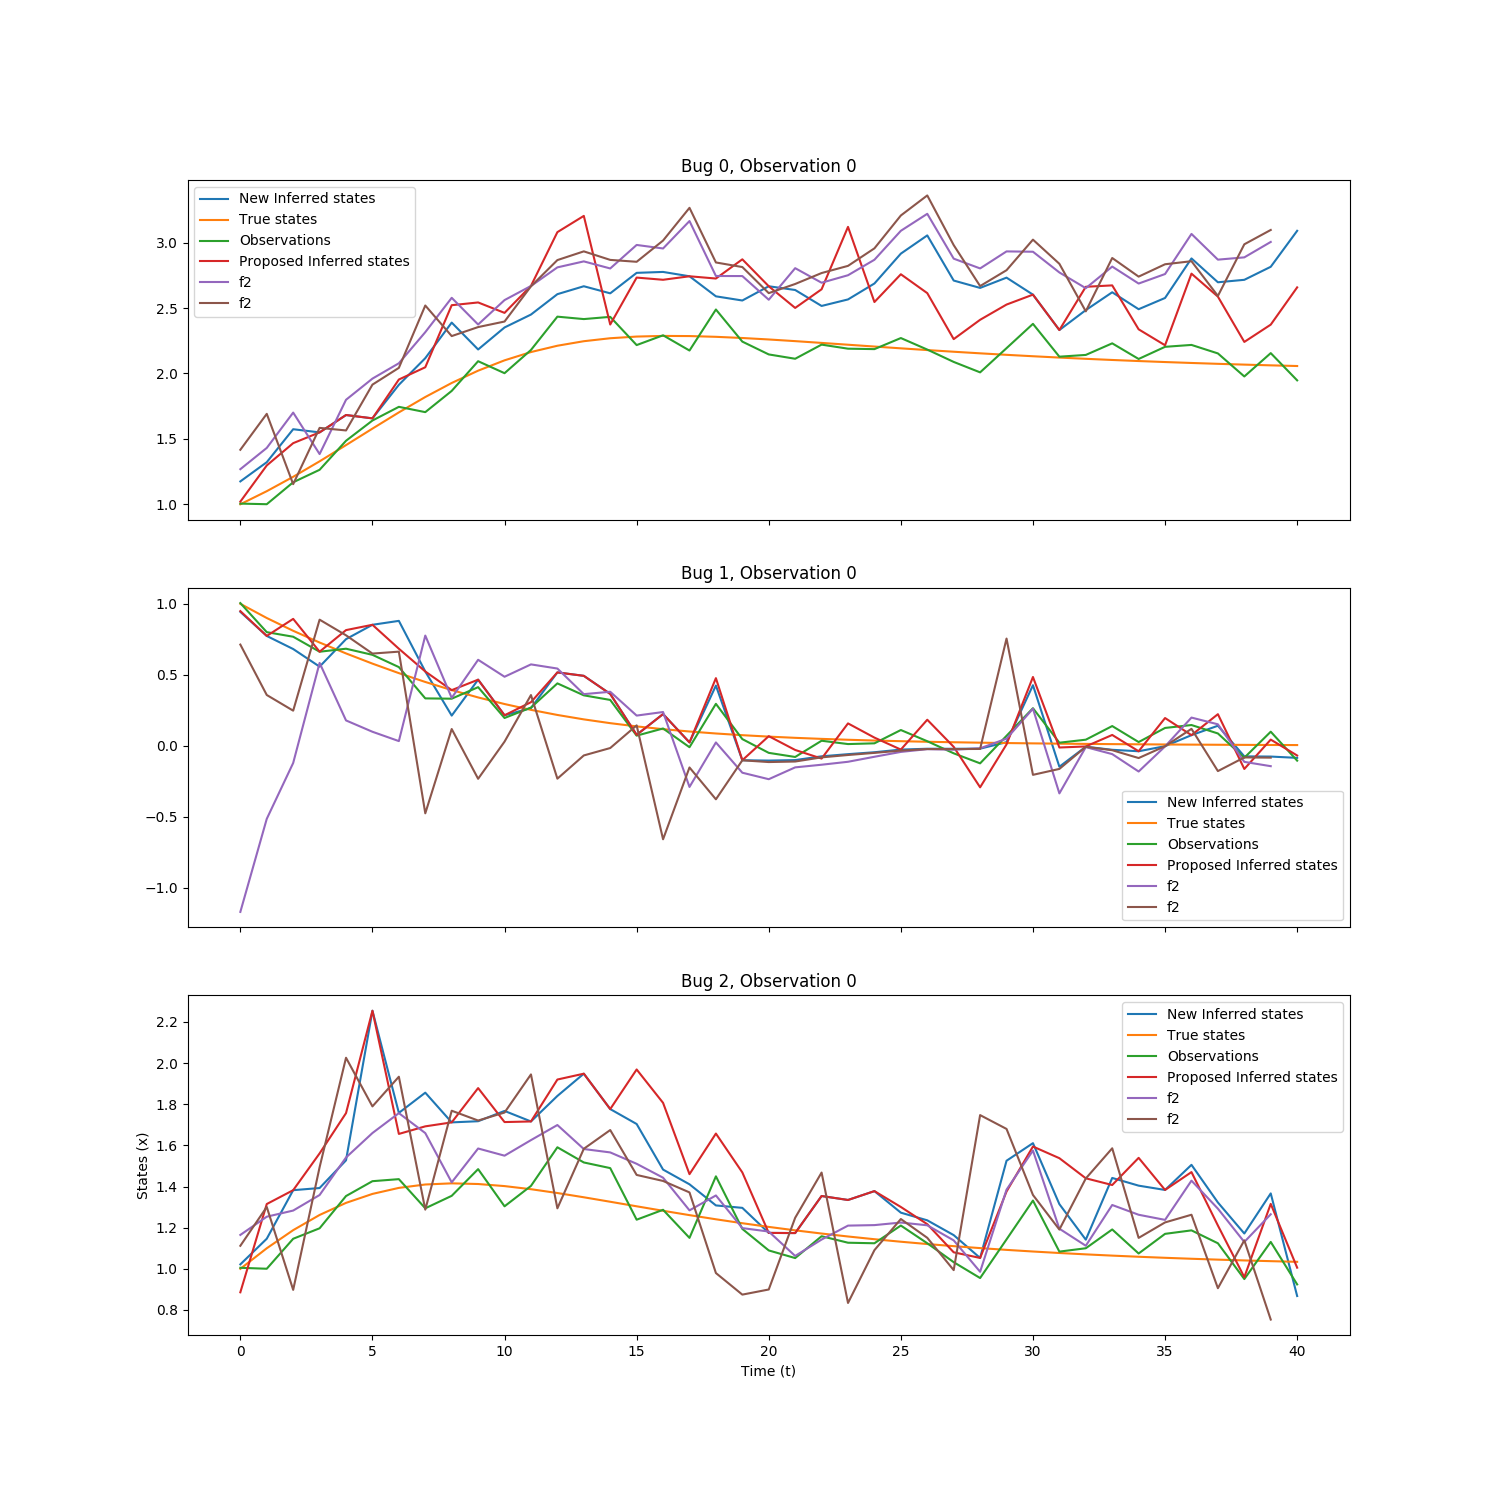 Bug 0, Observation 0
New Inferred states
True states
Observations
Proposed Inferred states
f2
f2
3.0
2.5
2.0
1.5
1.0
Bug 1, Observation 0
1.0
0.5
0.0
−0.5
−1.0
New Inferred states
True states
Observations
Proposed Inferred states
f2
f2
Bug 2, Observation 0
States (x)
2.2
2.0
1.8
1.6
1.4
1.2
1.0
0.8
New Inferred states
True states
Observations
Proposed Inferred states
f2
f2
0 5 10 15 20 25 30 35 40
Time (t)